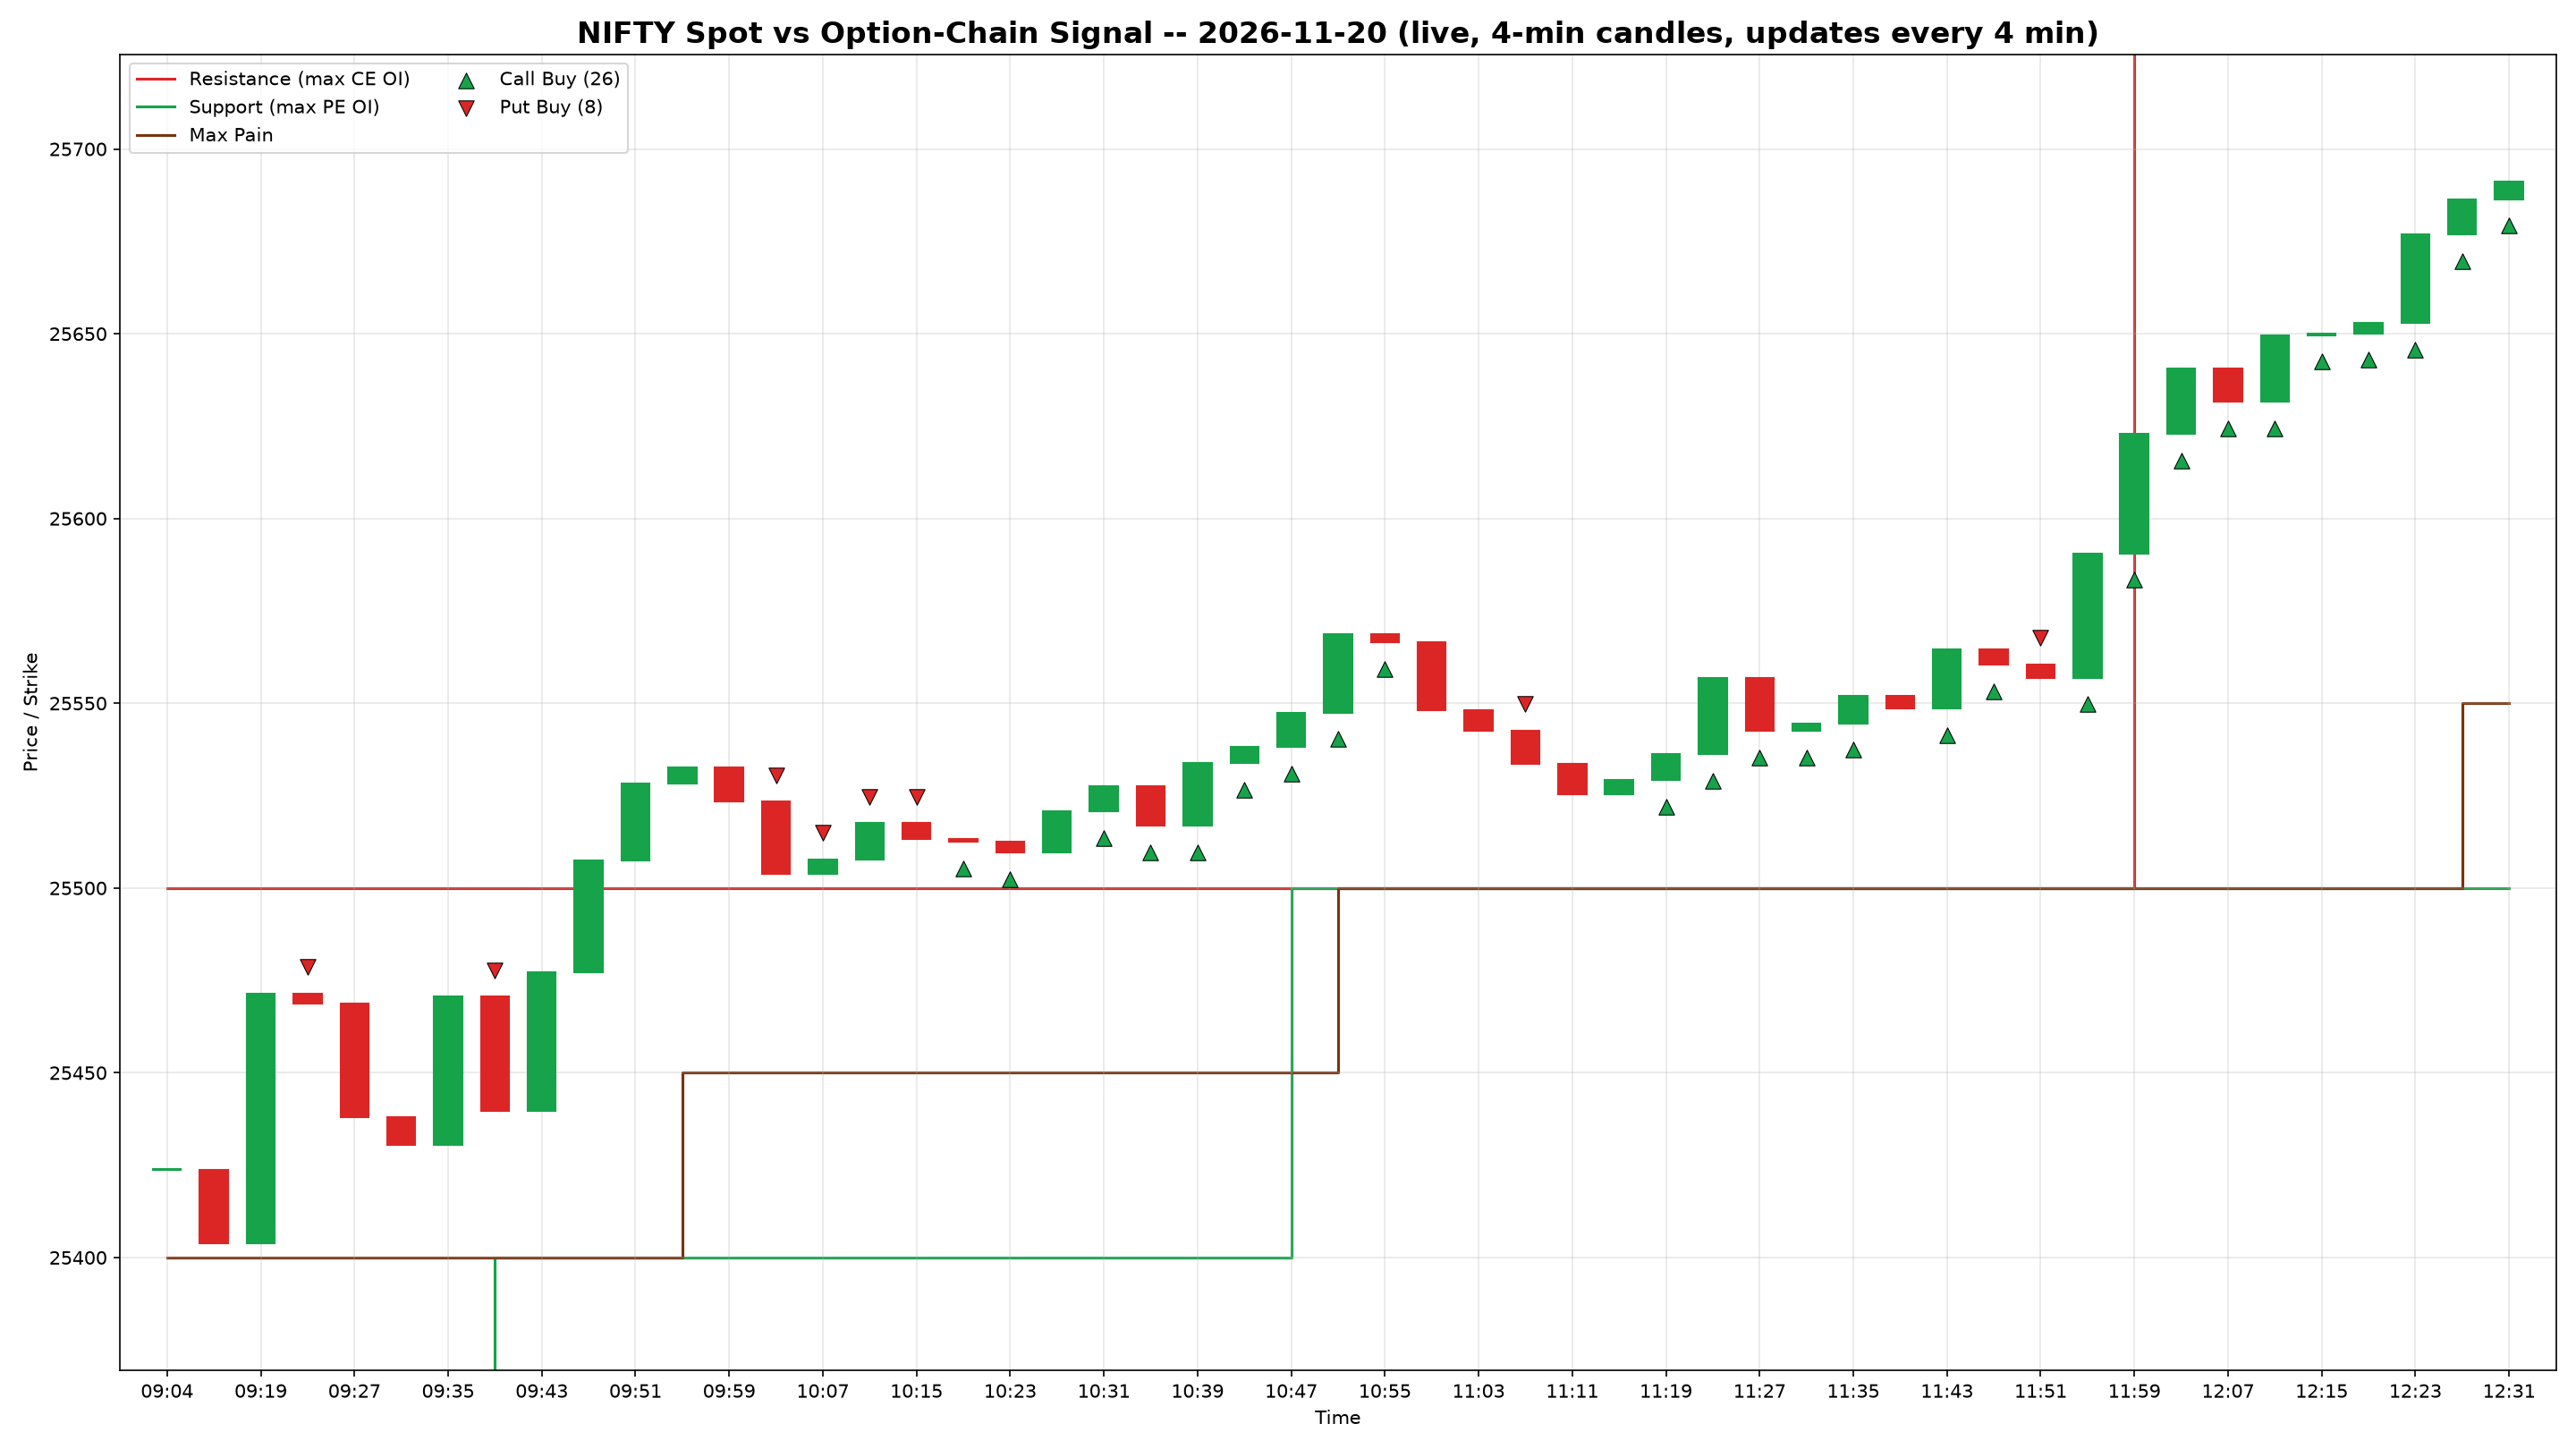 NIFTY Spot vs Option-Chain Signal -- 2026-11-20 (live, 4-min candles, updates every 4 min)
Resistance (max CE OI)
Support (max PE OI)
Max Pain
Call Buy (26)
Put Buy (8)
Price / Strike
25700
25650
25600
25550
25500
25450
25400
09:04 09:19 09:27 09:35 09:43 09:51 09:59 10:07 10:15 10:23 10:31 10:39 10:47 10:55 11:03 11:11 11:19 11:27 11:35 11:43 11:51 11:59 12:07 12:15 12:23 12:31
Time